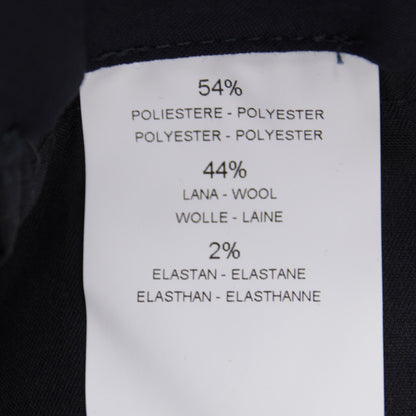 54%
POLIESTERE - POLYESTER
POLYESTER - POLYESTER
44%
LANA - WOOL
WOLLE - LAINE
2%
ELASTAN - ELASTANE
ELASTHAN - ELASTHANNE